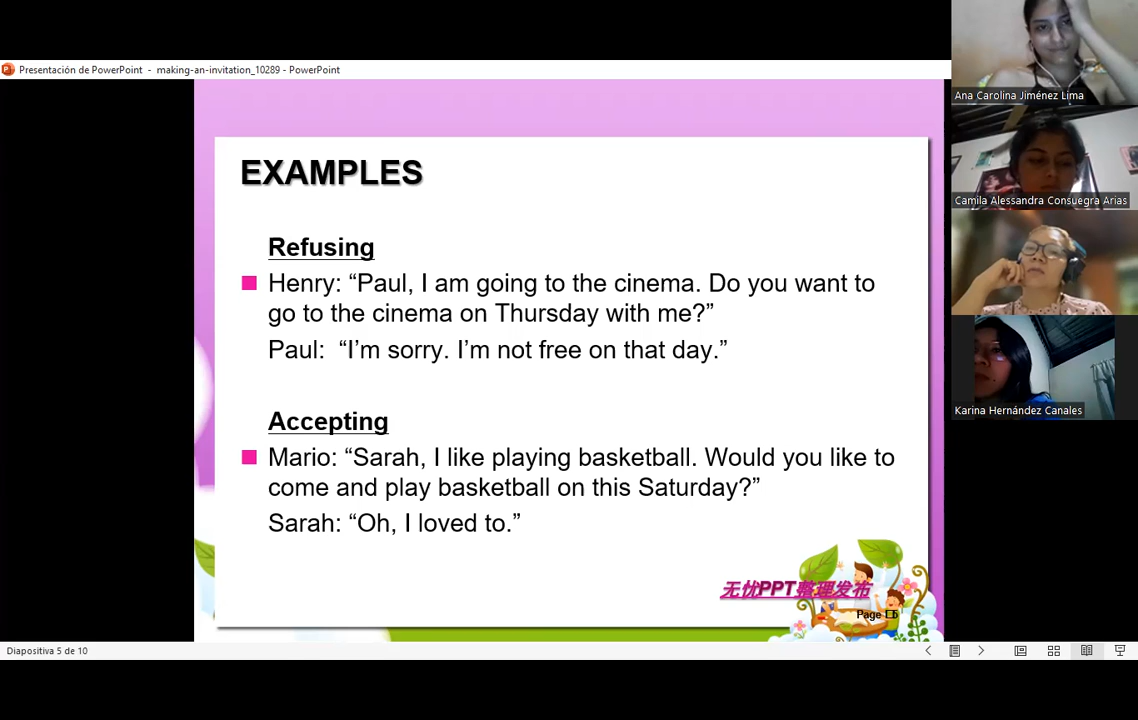 Presentación de PowerPoint - making-an-invitation_10289 - PowerPoint
Ana Carolina Jiménez Lima
Camila Alessandra Consuegra Arias
Karina Hernández Canales
EXAMPLES
Refusing
Henry: “Paul, I am going to the cinema. Do you want to
go to the cinema on Thursday with me?”
Paul: “I’m sorry. I’m not free on that day.”
Accepting
Mario: “Sarah, I like playing basketball. Would you like to
come and play basketball on this Saturday?”
Sarah: “Oh, I loved to.”
无忧PPT整理发布
Page
Diapositiva 5 de 10